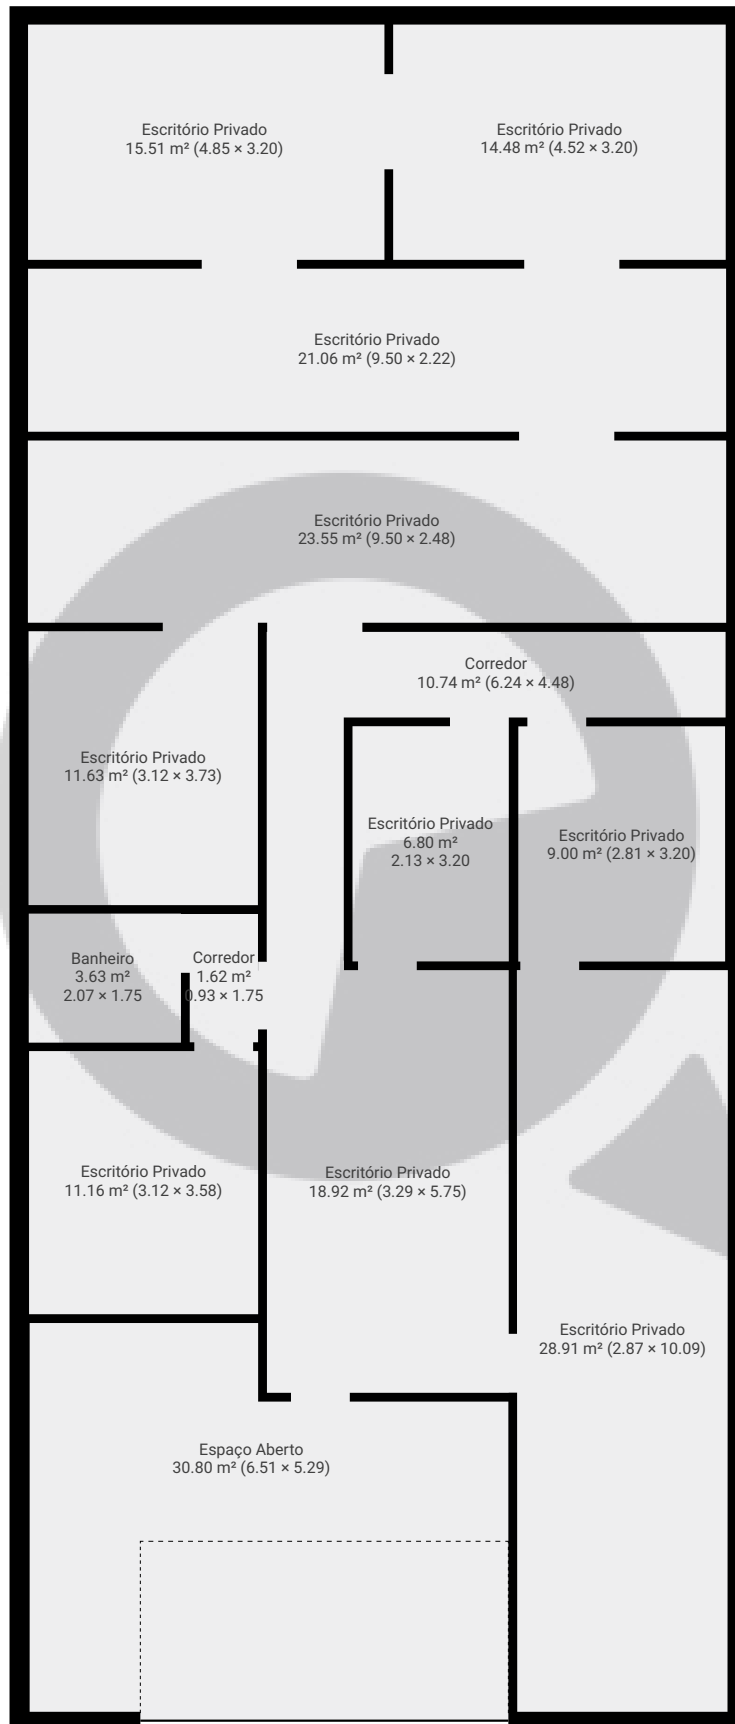 Escritório Privado
15.51 m² (4.85 × 3.20)
Escritório Privado
14.48 m² (4.52 × 3.20)
Escritório Privado
21.06 m² (9.50 × 2.22)
Escritório Privado
23.55 m² (9.50 × 2.48)
Corredor
10.74 m² (6.24 × 4.48)
Escritório Privado
11.63 m² (3.12 × 3.73)
Escritório Privado
6.80 m²
2.13 × 3.20
Escritório Privado
9.00 m² (2.81 × 3.20)
Banheiro
3.63 m²
2.07 × 1.75
Corredor
1.62 m²
0.93 × 1.75
Escritório Privado
11.16 m² (3.12 × 3.58)
Escritório Privado
18.92 m² (3.29 × 5.75)
Escritório Privado
28.91 m² (2.87 × 10.09)
Espaço Aberto
30.80 m² (6.51 × 5.29)